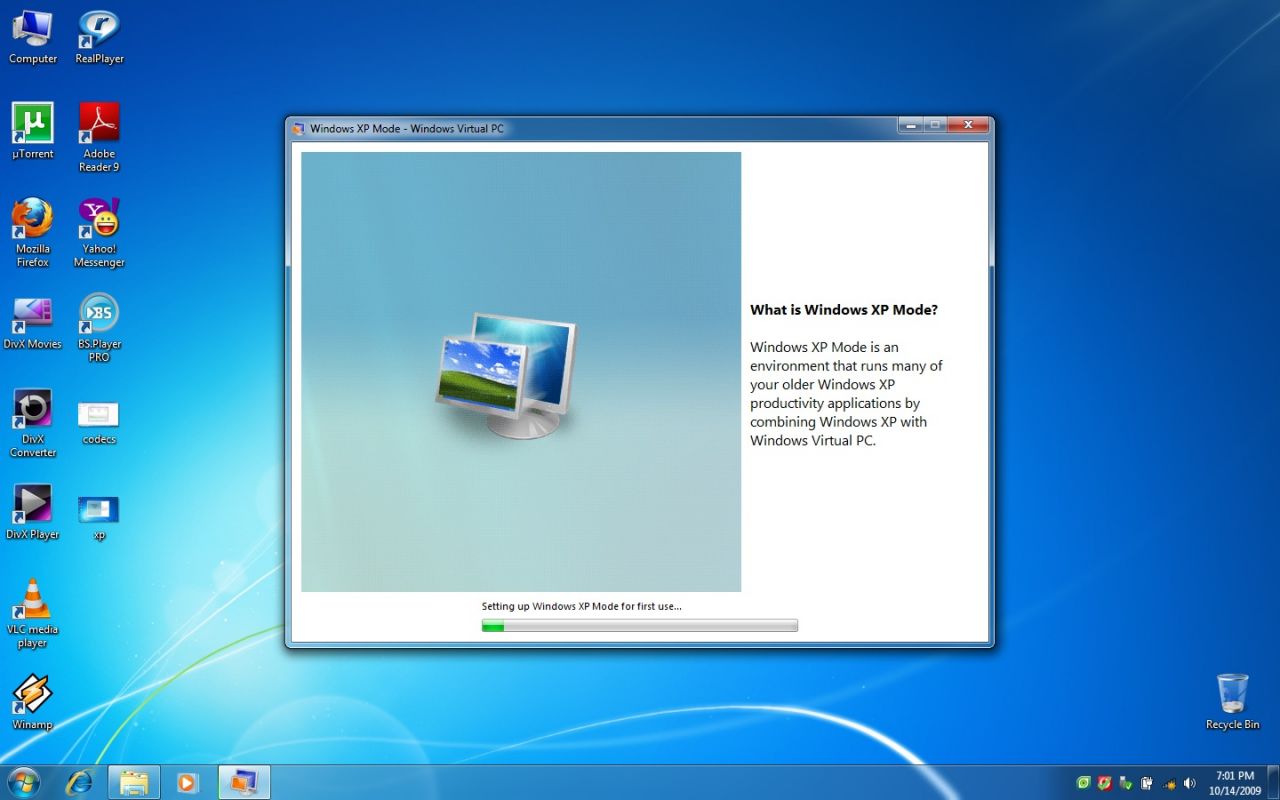 Computer
RealPlayer
µTorrent
Adobe
Reader 9
Mozilla
Firefox
Yahoo!
Messenger
DivX Movies
BS.Player
PRO
DivX
Converter
codecs
DivX Player
xp
VLC media
player
Winamp
Windows XP Mode - Windows Virtual PC
What is Windows XP Mode?
Windows XP Mode is an
environment that runs many of
your older Windows XP
productivity applications by
combining Windows XP with
Windows Virtual PC.
Setting up Windows XP Mode for first use...
Recycle Bin
7:01 PM
10/14/2009